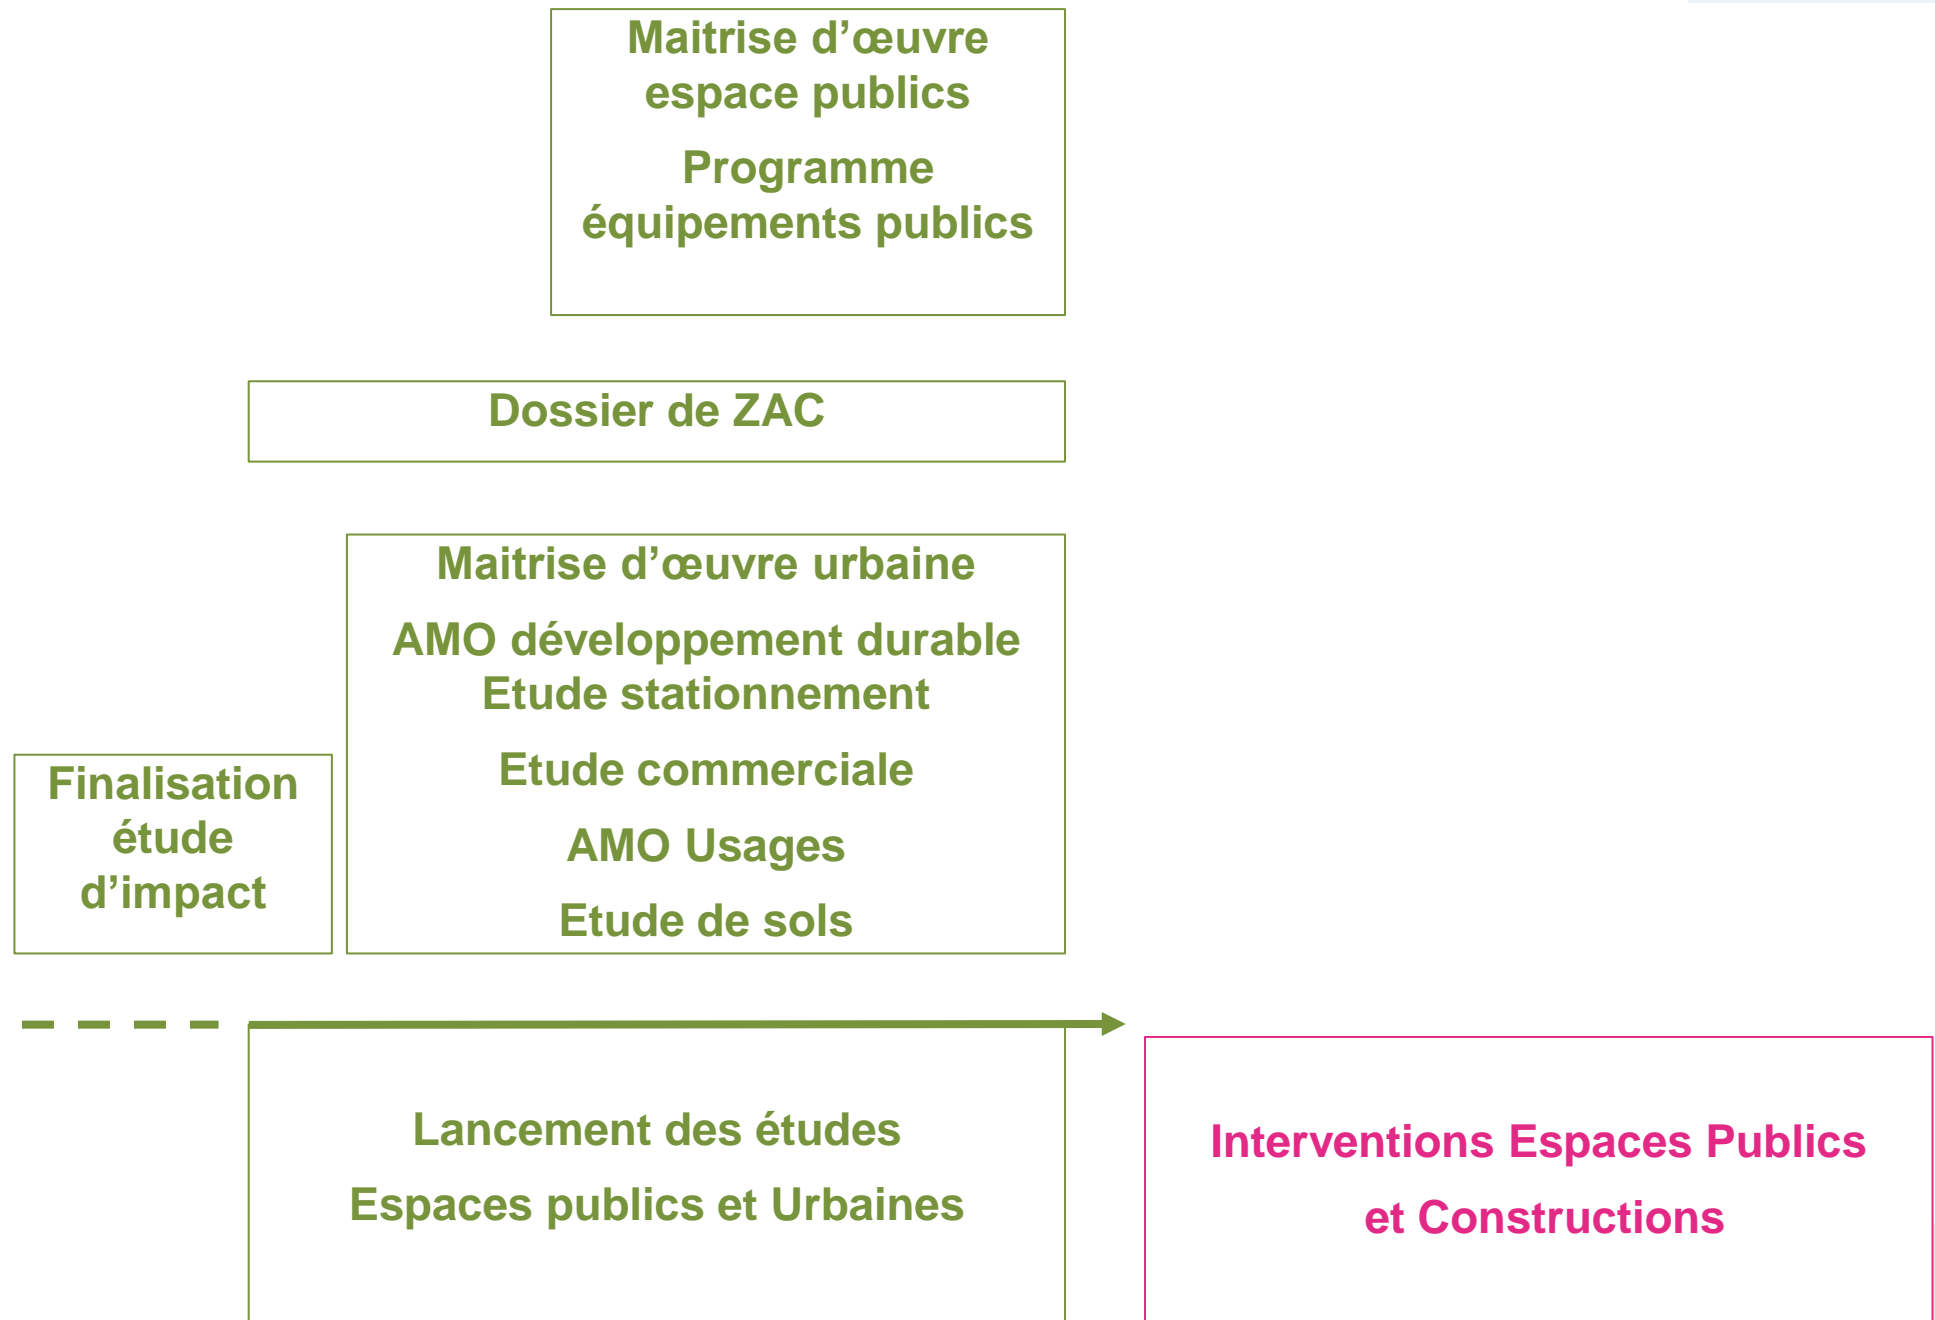 Maitrise d’œuvre
espace publics
Programme
équipements publics
Dossier de ZAC
Maitrise d’œuvre urbaine
AMO développement durable
Etude stationnement
Etude commerciale
AMO Usages
Etude de sols
Finalisation
étude
d’impact
Lancement des études
Espaces publics et Urbaines
Interventions Espaces Publics
et Constructions